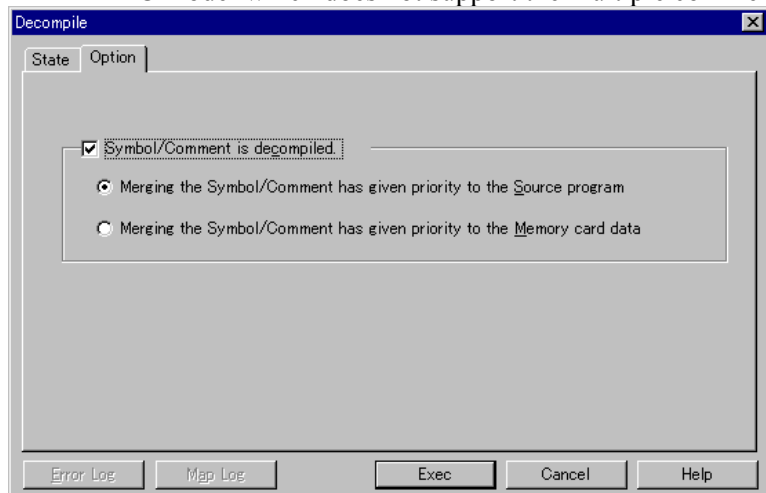 Decompile
State Option
Symbol/Comment is decompiled.
Merging the Symbol/Comment has given priority to the Source program
Merging the Symbol/Comment has given priority to the Memory card data
Error Log Map Log Exec Cancel Help